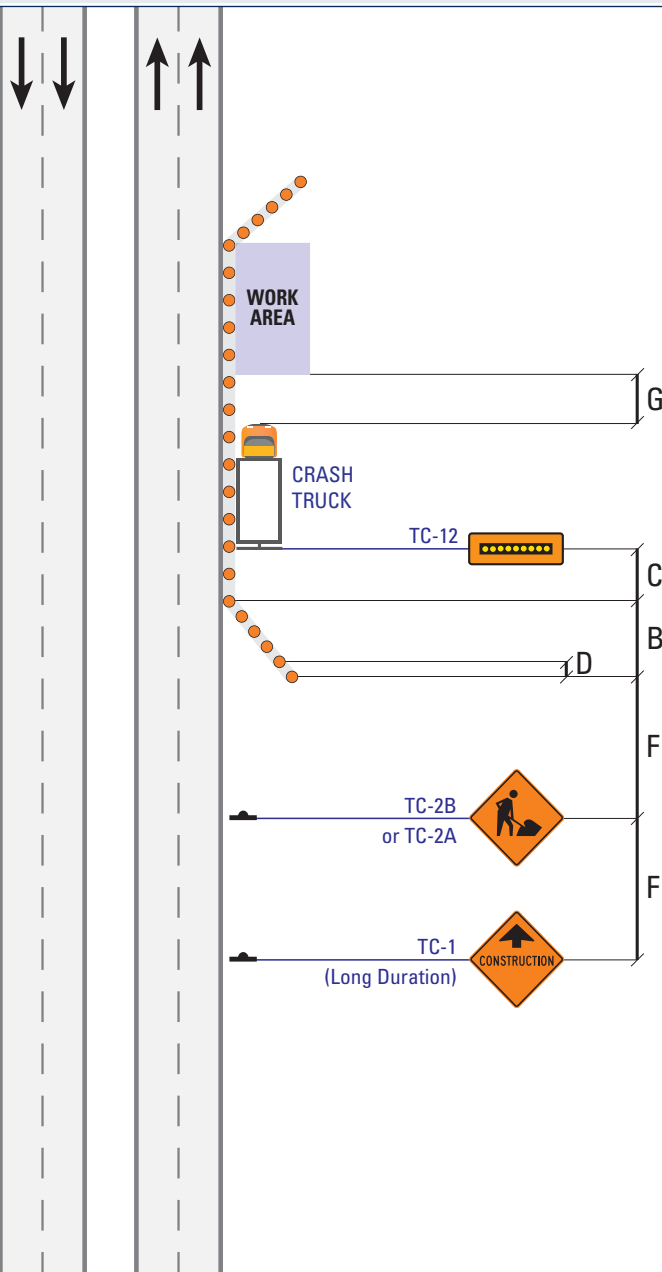 WORK
AREA
G
CRASH
TRUCK
TC-12
C
B
D
F
TC-2B
or TC-2A
F
TC-1
(Long Duration)
CONSTRUCTION